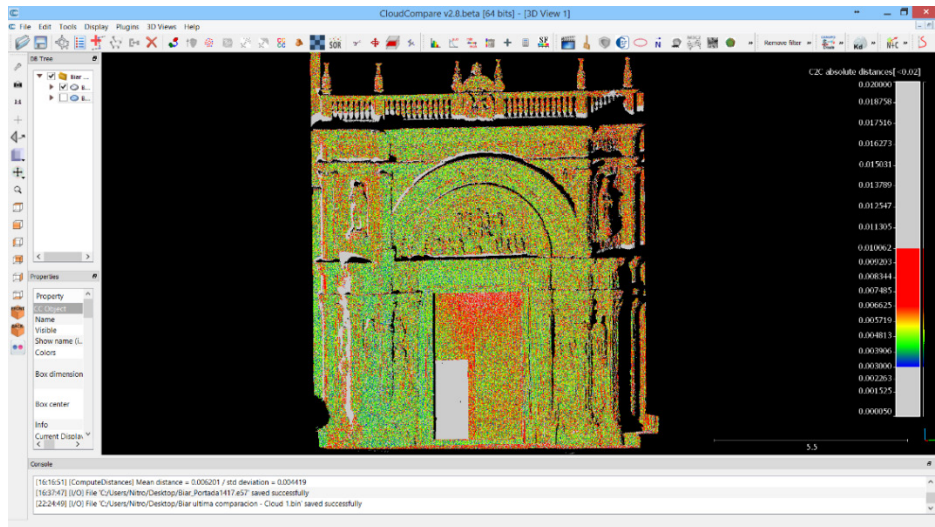 CloudCompare v2.8.beta [64 bits] - [3D View 1]
File Edit Tools Display Plugins 3D Views Help
SOR
SF
Remove filter
Kd
N+C
DB Tree
Biar ...
i...
i...
1:1
Properties
Property
CC Object
Name
Visible
Show name (i...
Colors
Box dimension
Box center
Info
Current Display
C2C absolute distances[ <0.02]
0.020000
0.018758
0.017516
0.016273
0.015031
0.013789
0.012547
0.011305
0.010062
0.009203
0.008344
0.007485
0.006625
0.005719
0.004813
0.003906
0.003000
0.002263
0.001525
0.000050
5.5
Console
[16:16:51] [ComputeDistances] Mean distance = 0.006201 / std deviation = 0.004419
[16:37:47] [I/O] File 'C:/Users/Nitro/Desktop/Biar_Portada1417.e57' saved successfully
[22:24:49] [I/O] File 'C:/Users/Nitro/Desktop/Biar ultima comparacion - Cloud 1.bin' saved successfully